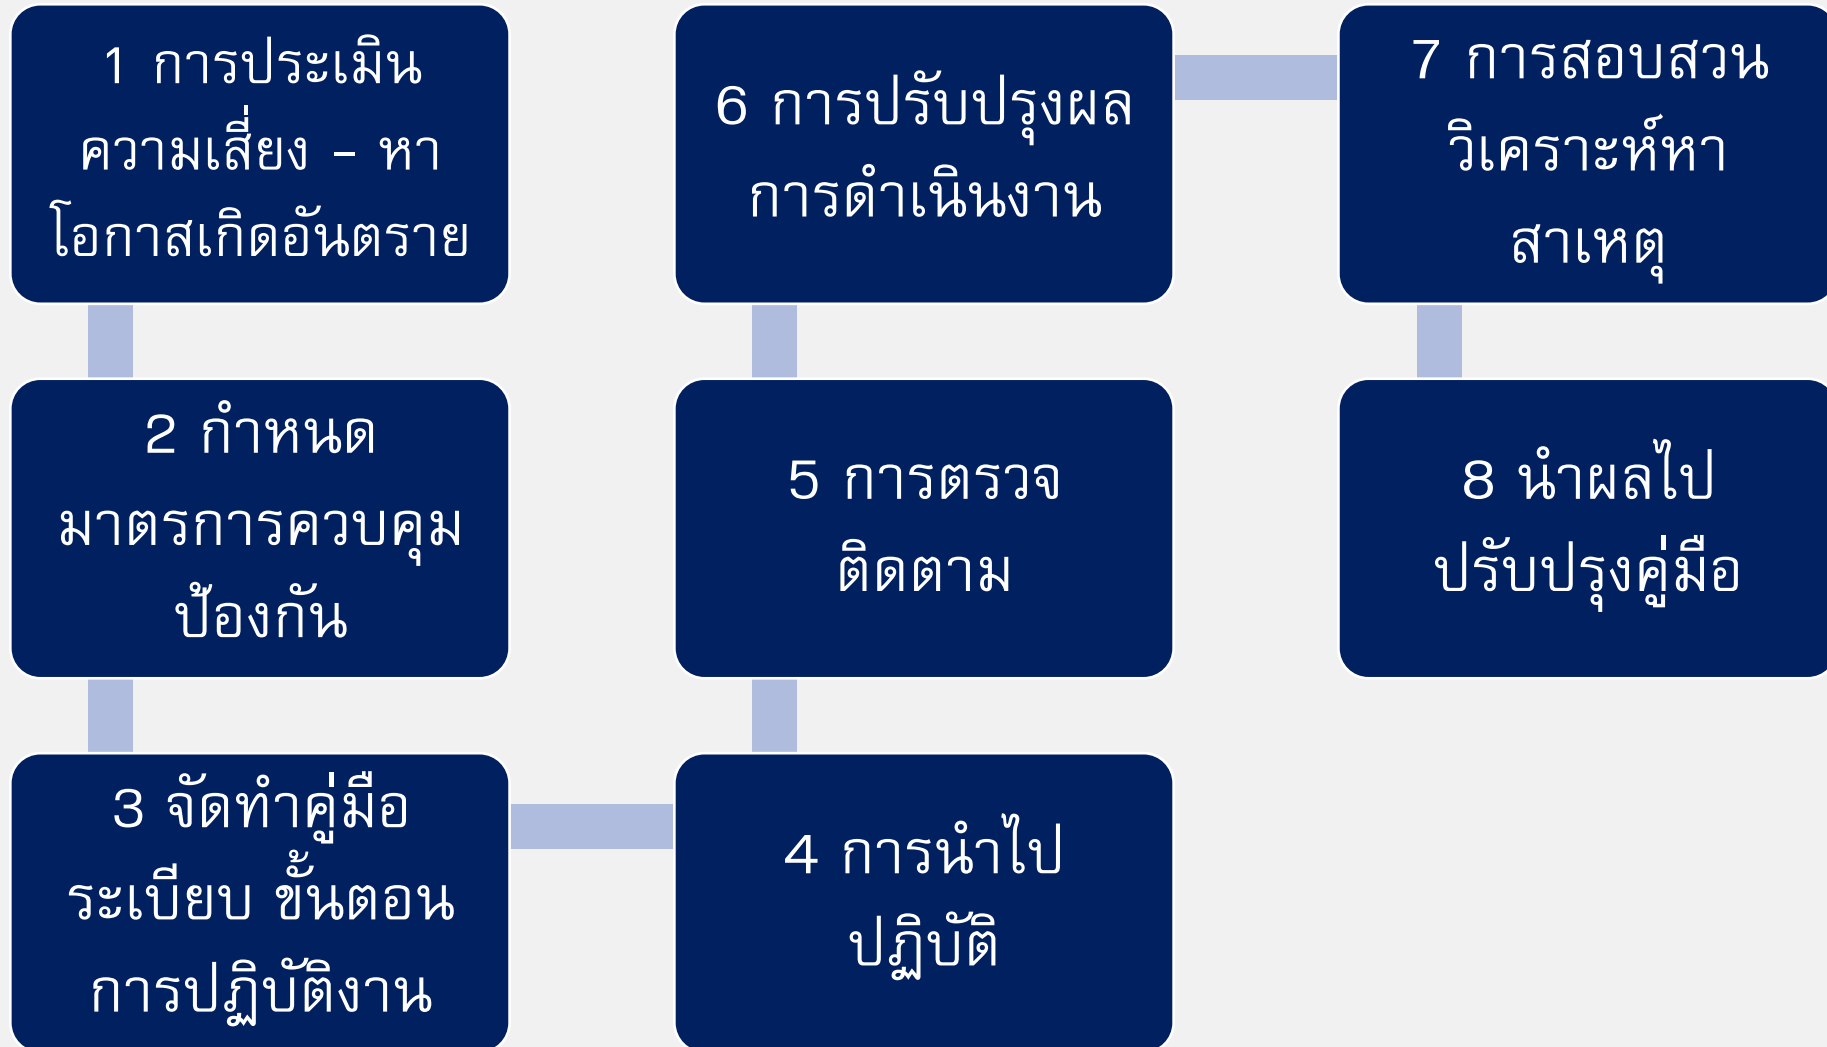 1 การประเมิน
ความเสี่ยง – หา
โอกาสเกิดอันตราย
2 กำหนด
มาตรการควบคุม
ป้องกัน
3 จัดทำคู่มือ
ระเบียบ ขั้นตอน
การปฏิบัติงาน
4 การนำไป
ปฏิบัติ
5 การตรวจ
ติดตาม
6 การปรับปรุงผล
การดำเนินงาน
7 การสอบสวน
วิเคราะห์หา
สาเหตุ
8 นำผลไป
ปรับปรุงคู่มือ